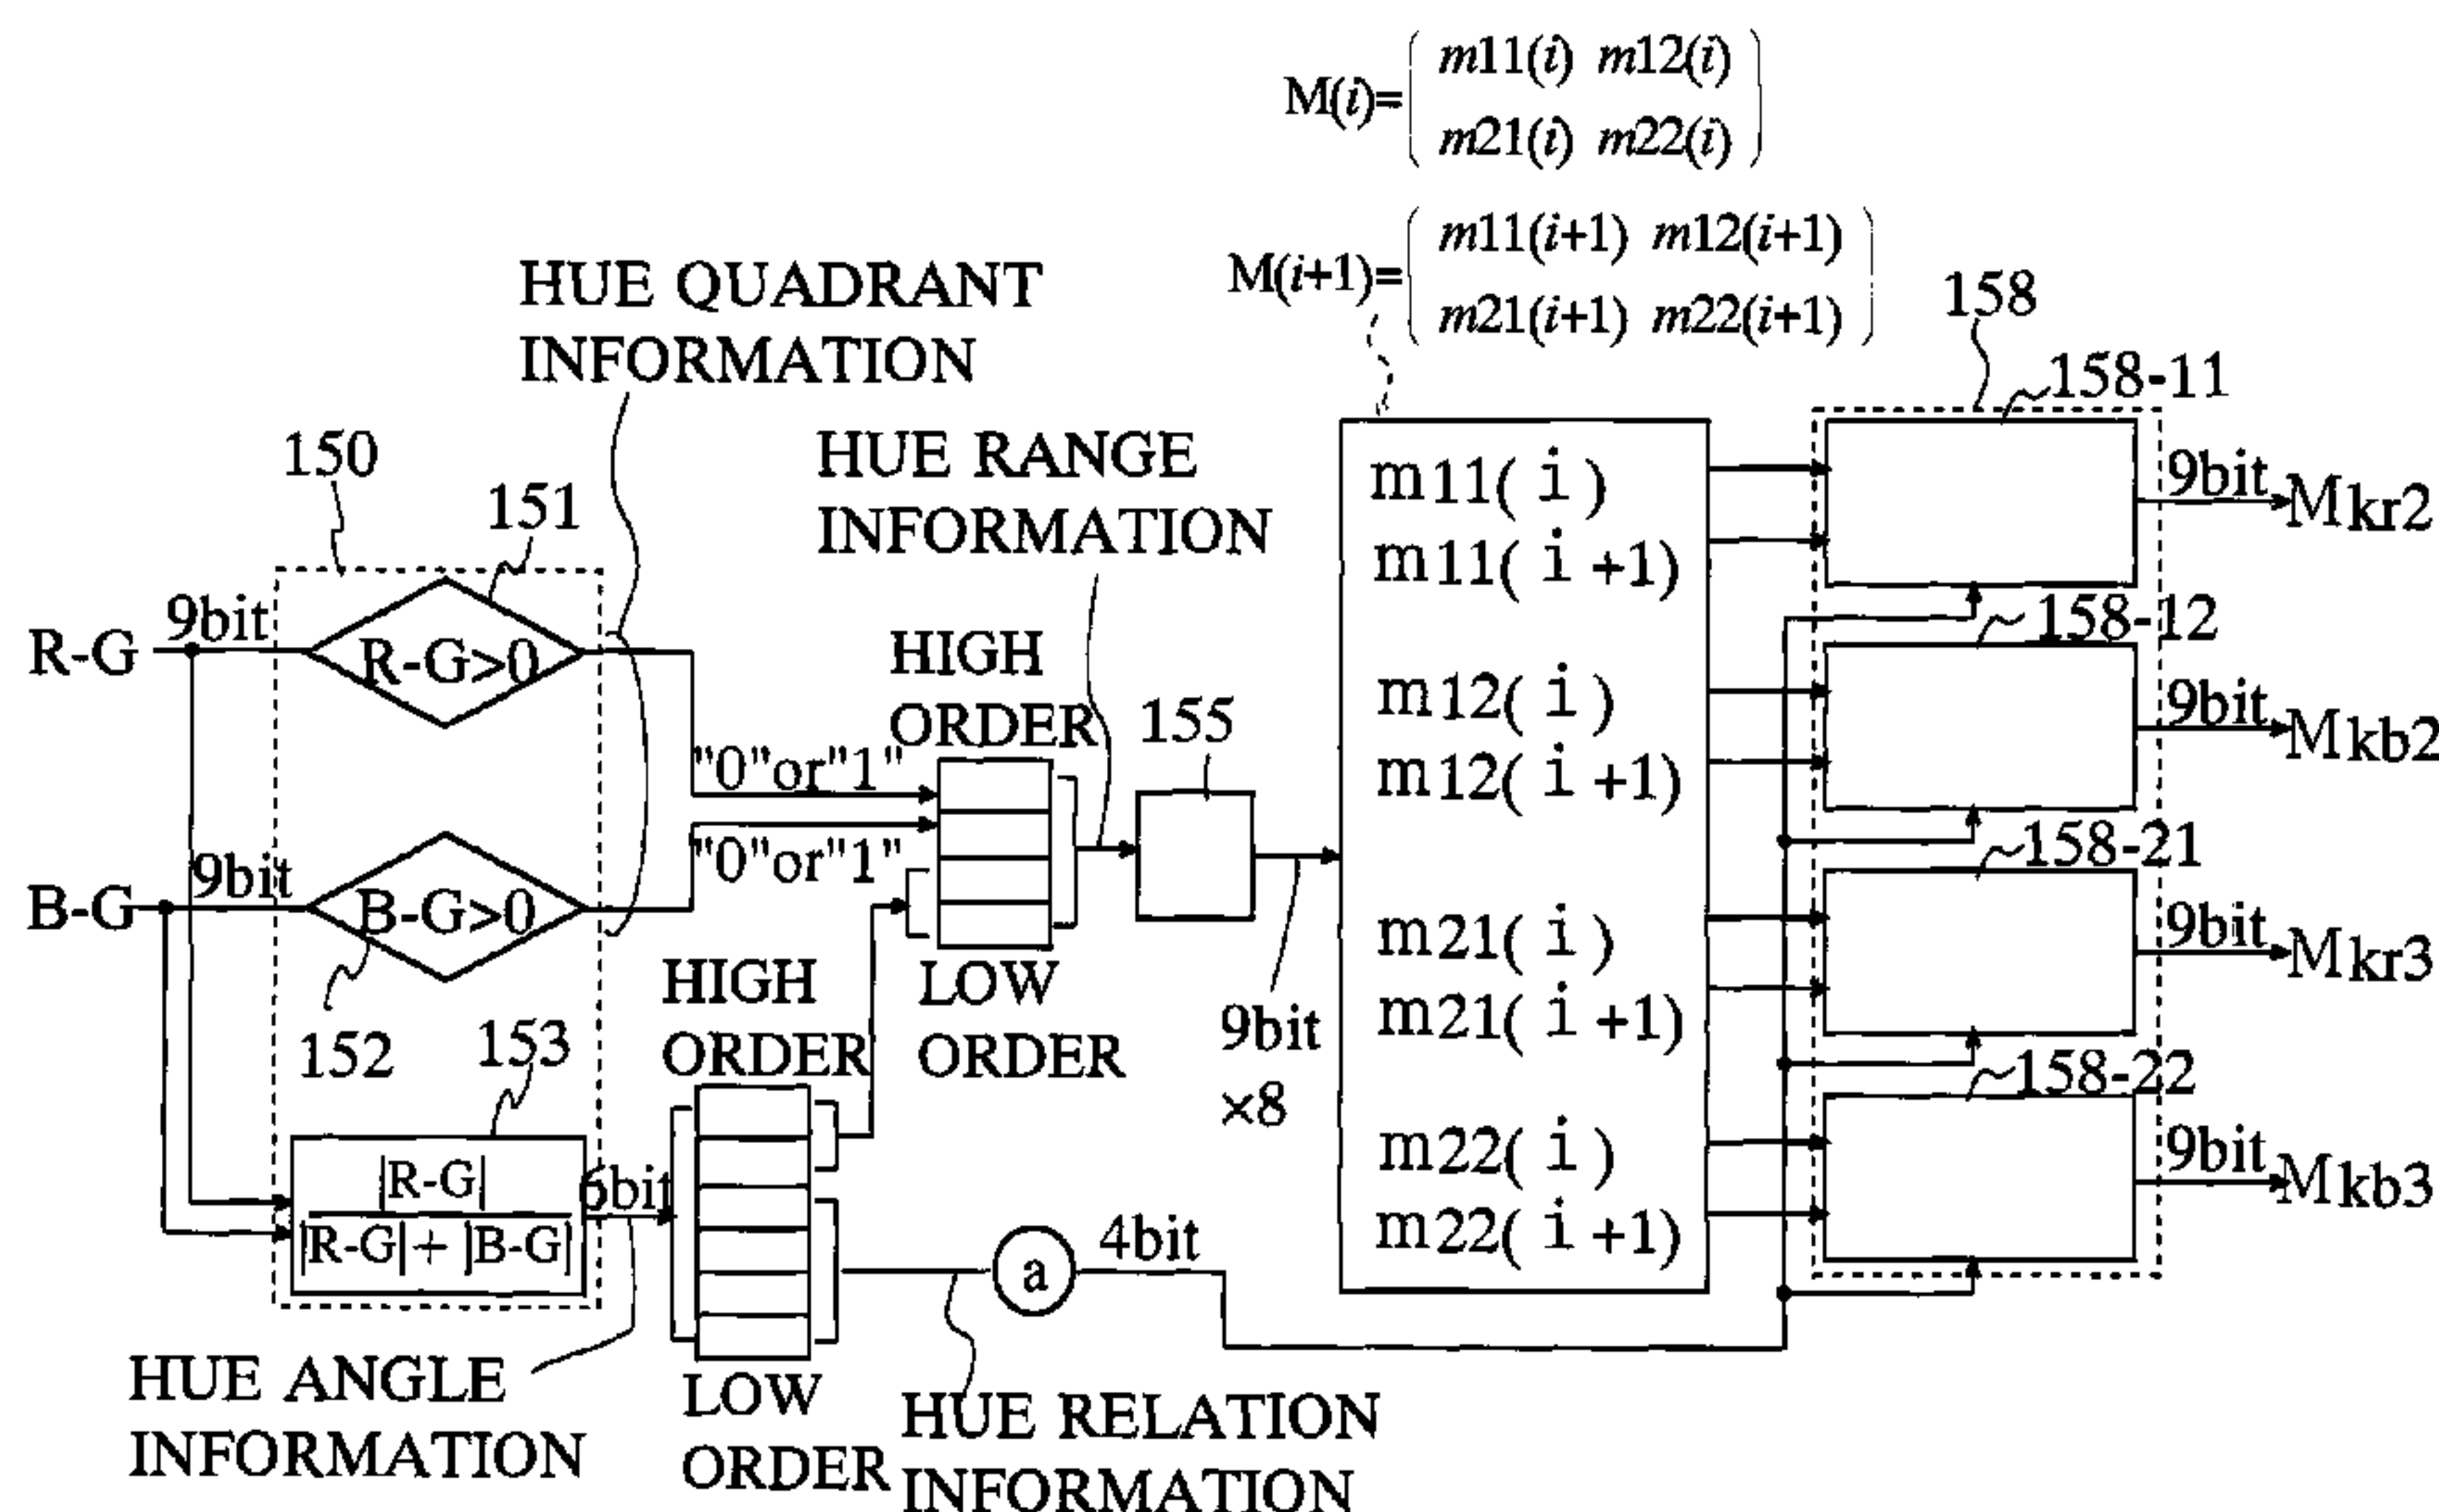 M(i)= m11(i) m12(i)
m21(i) m22(i)
M(i+1)= m11(i+1) m12(i+1)
m21(i+1) m22(i+1)
HUE QUADRANT
INFORMATION
158
158-11
150
151
HUE RANGE
INFORMATION
R-G
9bit
R-G>0
"0"or"1"
HIGH
ORDER
155
B-G
9bit
B-G>0
"0"or"1"
152
153
|R-G|
|R-G|+|B-G|
6bit
HIGH
ORDER
LOW
ORDER
LOW
ORDER
9bit
×8
m11( i )
m11( i +1)
m12( i )
m12( i +1)
m21( i )
m21( i +1)
m22( i )
m22( i +1)
9bit
Mkr2
158-12
9bit
Mkb2
158-21
9bit
Mkr3
158-22
9bit
Mkb3
a
4bit
HUE ANGLE
INFORMATION
HUE RELATION
INFORMATION